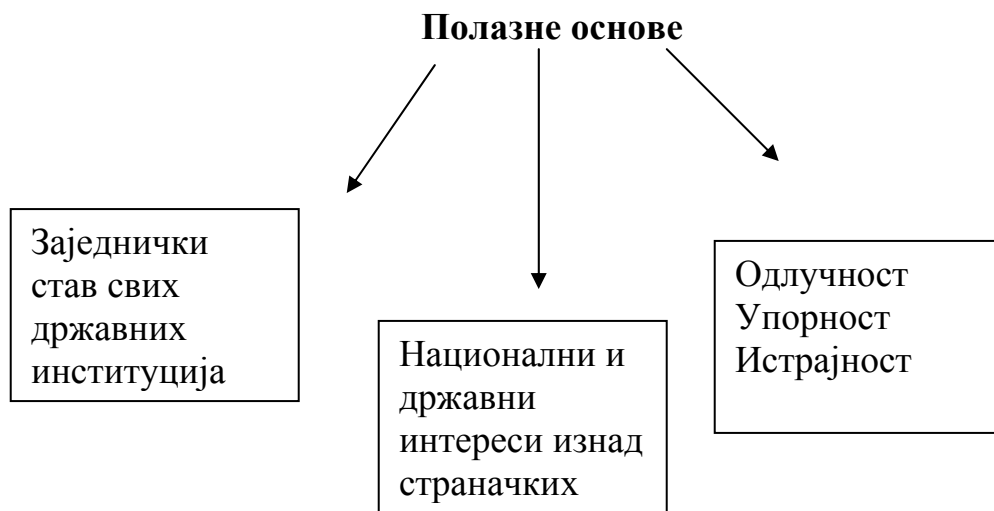 Полазне основе
Заједнички
став свих
државних
институција
Национални и
државни
интереси изнад
страначких
Одлучност
Упорност
Истрајност